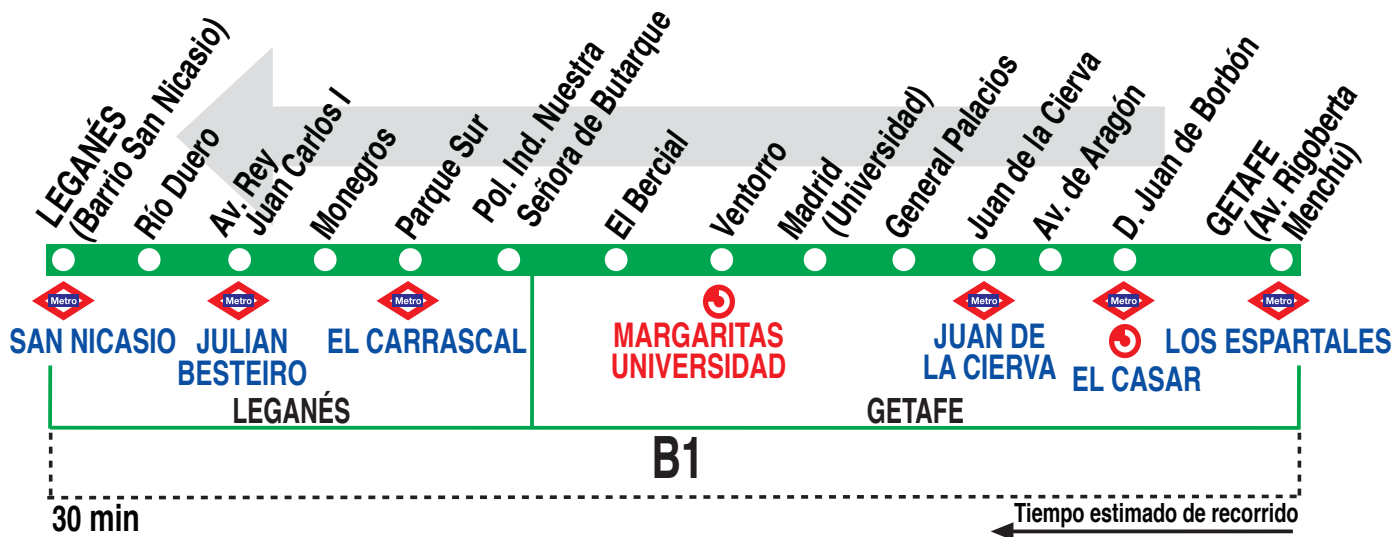 LEGANÉS
(Barrio San Nicasio)
Río Duero
Av. Rey
Juan Carlos I
Monegros
Parque Sur
Pol. Ind. Nuestra
Señora de Butarque
El Bercial
Ventorro
Madrid
(Universidad)
General Palacios
Juan de la Cierva
Av. de Aragón
D. Juan de Borbón
GETAFE
(Av. Rigoberta
Menchú)
Metro
SAN NICASIO
Metro
JULIAN
BESTEIRO
Metro
EL CARRASCAL
MARGARITAS
UNIVERSIDAD
Metro
JUAN DE
LA CIERVA
Metro
EL CASAR
Metro
LOS ESPARTALES
LEGANÉS
GETAFE
B1
30 min
Tiempo estimado de recorrido